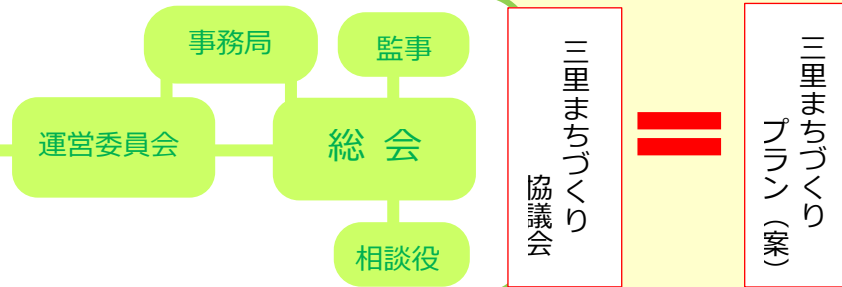 事務局
監事
運営委員会
総 会
相談役
三里まちづくり
協議会
三里まちづくり
プラン（案）